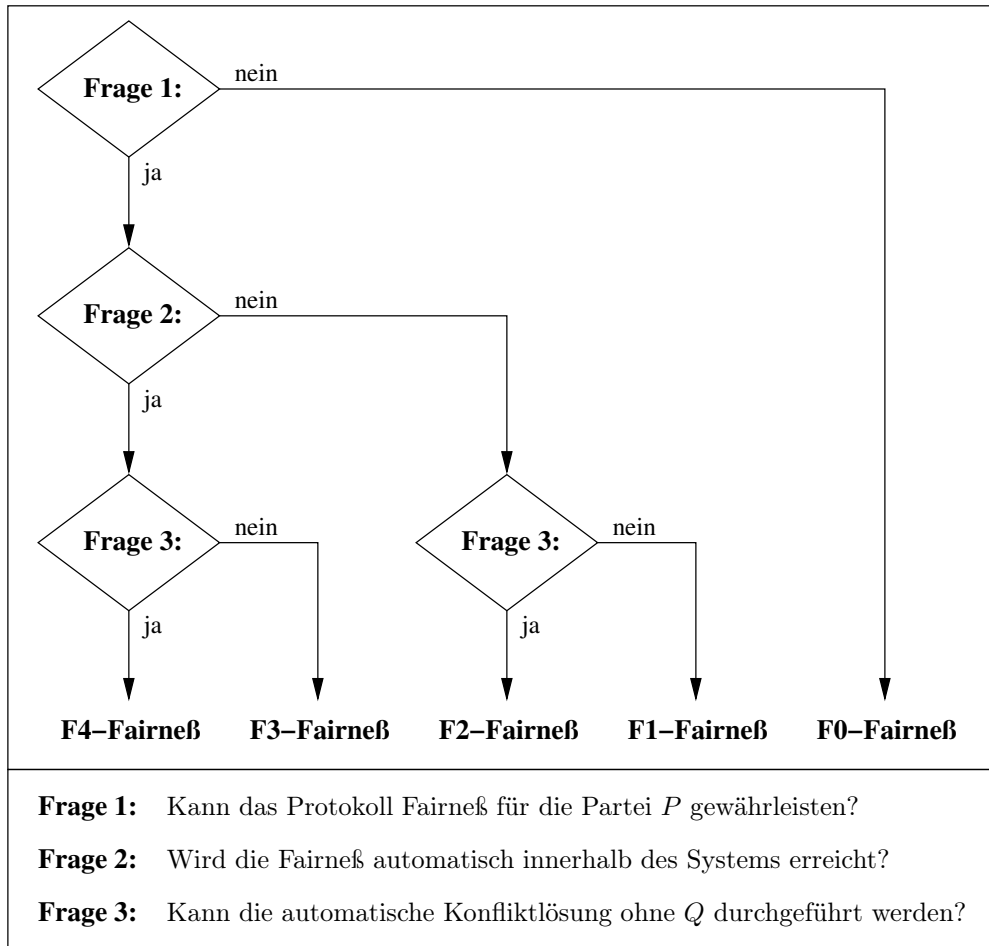 Frage 1:
nein
ja
Frage 2:
nein
ja
Frage 3:
nein
ja
Frage 3:
nein
ja
F4–Fairneß
F3–Fairneß
F2–Fairneß
F1–Fairneß
F0–Fairneß
Frage 1: Kann das Protokoll Fairneß für die Partei P gewährleisten?
Frage 2: Wird die Fairneß automatisch innerhalb des Systems erreicht?
Frage 3: Kann die automatische Konfliktlösung ohne Q durchgeführt werden?